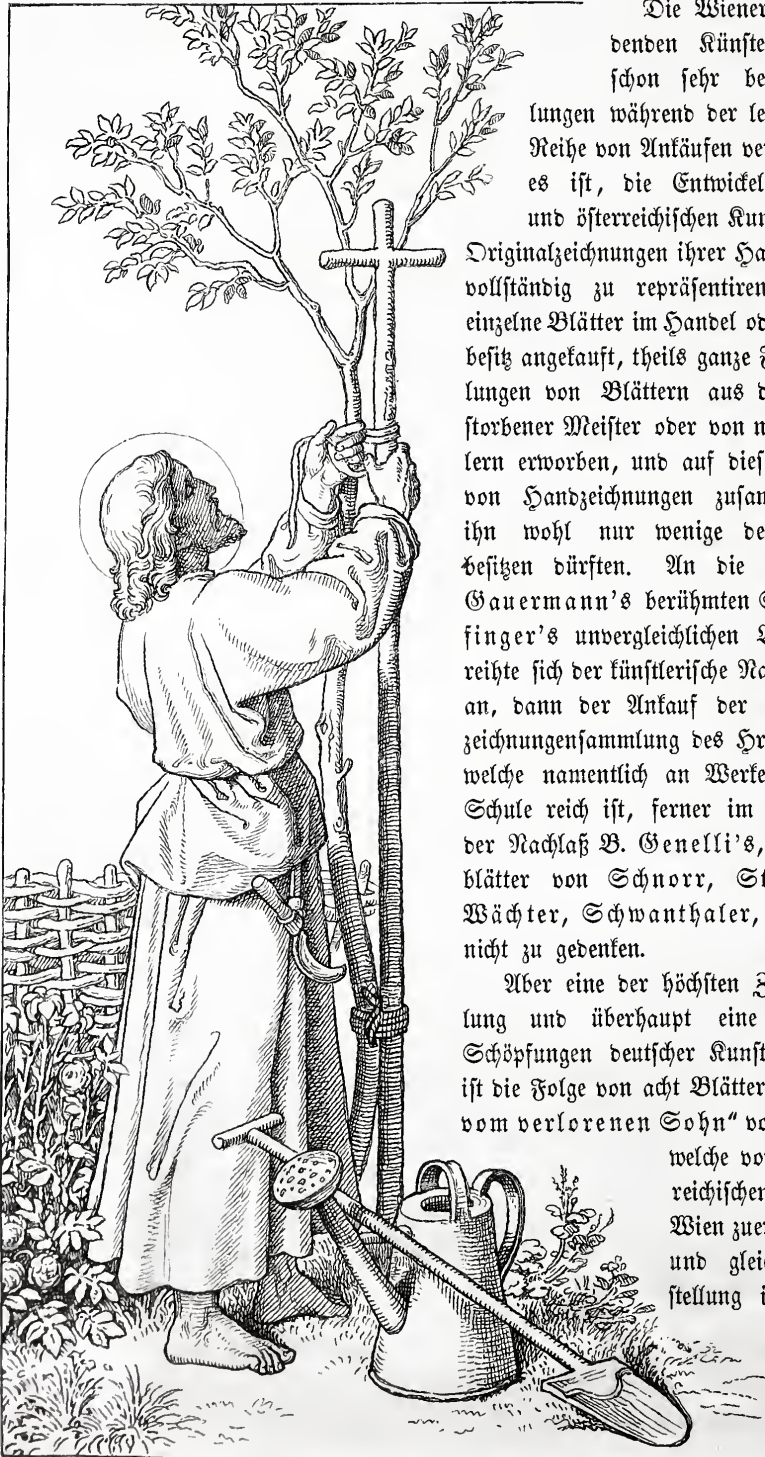 Die Wiener
denden Künste
schon sehr be
lungen während der le
Reihe von Ankäufen ve
es ist, die Entwickel
und österreichischen Kun
Originalzeichnungen ihrer Ha
vollständig zu repräsentiren
einzelne Blätter im Handel od
besitz angekauft, theils ganze
lungen von Blättern aus d
storbener Meister oder von n
lern erworben, und auf dies
von Handzeichnungen zusam
ihn wohl nur wenige de
besitzen dürften. An die
Gauermann's berühmten
finger's unvergleichlichen
reihte sich der künstlerische Na
an, dann der Ankauf der
zeichnungensammlung des Hr
welche namentlich an Werke
Schule reich ist, ferner im
der Nachlaß B. Genelli's,
blätter von Schnorr, St
Wächter, Schwanthaler,
nicht zu gedenken.
Aber eine der höchsten
lung und überhaupt eine
Schöpfungen deutscher Kunst
ist die Folge von acht Blätter
vom verlorenen Sohn“ vo
welche vo
reichischen
Wien zue
und glei
stellung i